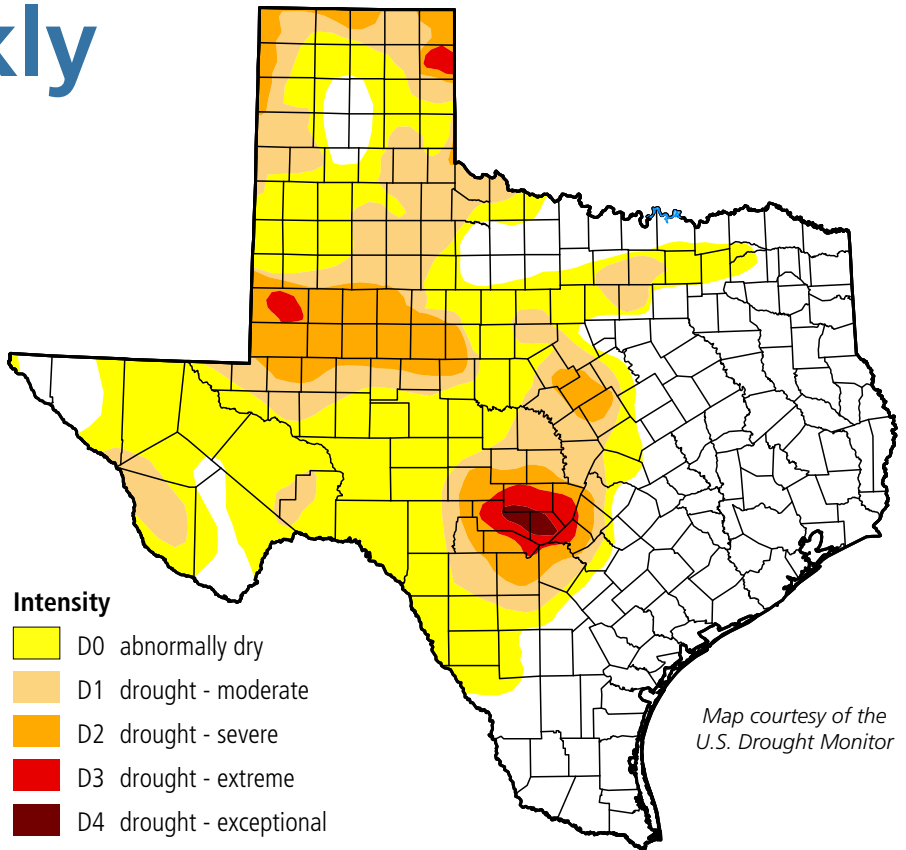 kly
Intensity
D0 abnormally dry
D1 drought - moderate
D2 drought - severe
D3 drought - extreme
D4 drought - exceptional
Map courtesy of the
U.S. Drought Monitor